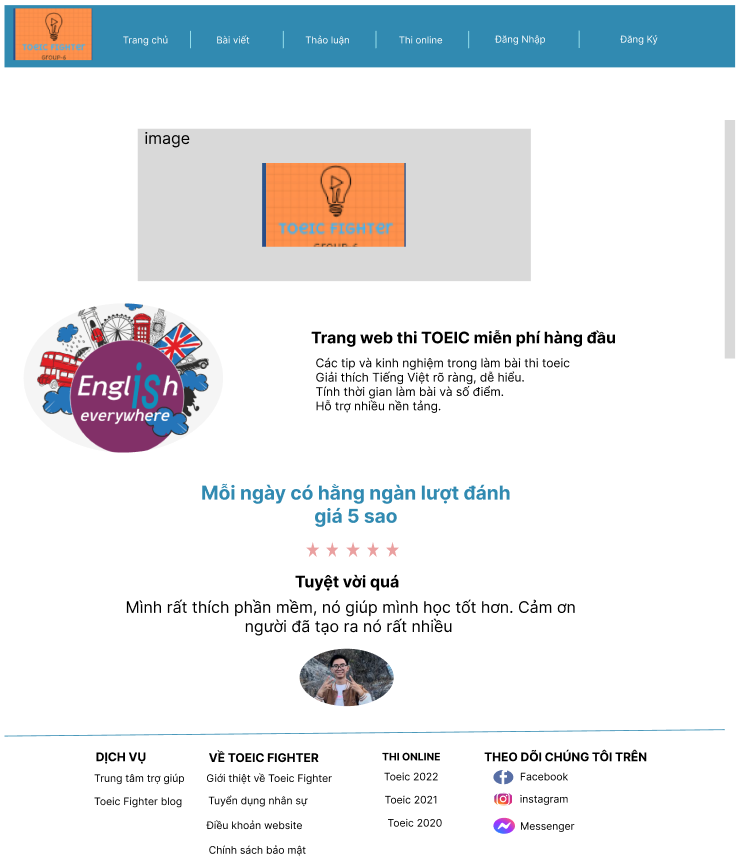 TOEIC FIGHTer
GrOUP-6
Trang chủ
Bài viết
Thảo luận
Thi online
Đăng Nhập
Đăng Ký
image
TOEIC FIGHTer
GrOUP-6
English
everywhere
Trang web thi TOEIC miễn phí hàng đầu
Các tip và kinh nghiệm trong làm bài thi toeic
Giải thích Tiếng Việt rõ ràng, dễ hiểu.
Tính thời gian làm bài và số điểm.
Hỗ trợ nhiều nền tảng.
Mỗi ngày có hằng ngàn lượt đánh
giá 5 sao
Tuyệt vời quá
Mình rất thích phần mềm, nó giúp mình học tốt hơn. Cảm ơn
người đã tạo ra nó rất nhiều
DỊCH VỤ
Trung tâm trợ giúp
Toeic Fighter blog
VỀ TOEIC FIGHTER
Giới thiệt về Toeic Fighter
Tuyển dụng nhân sự
Điều khoản website
Chính sách bảo mật
THI ONLINE
Toeic 2022
Toeic 2021
Toeic 2020
THEO DÕI CHÚNG TÔI TRÊN
Facebook
instagram
Messenger